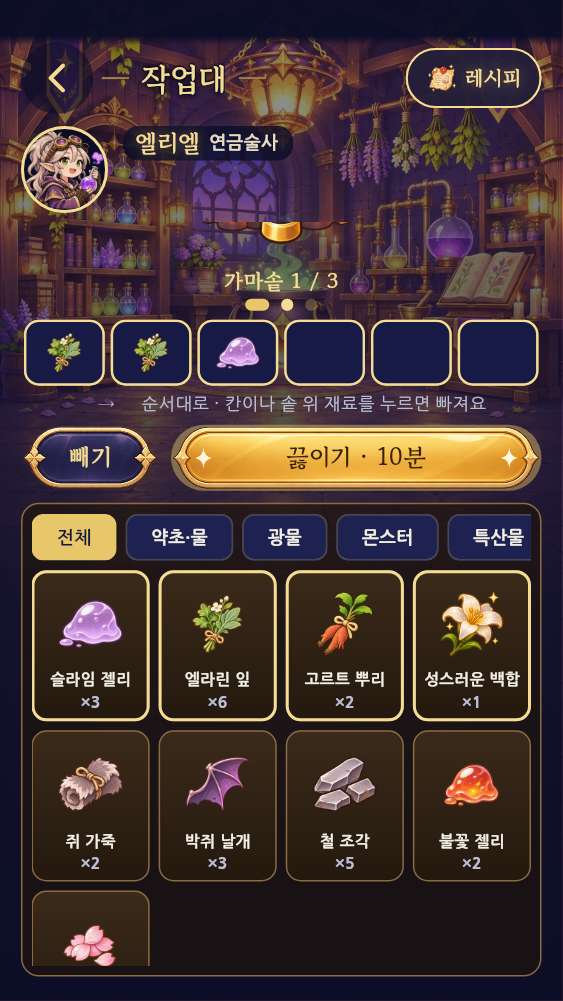 작업대
레시피
엘리엘 연금술사
가마솥 1 / 3
→ 순서대로 · 칸이나 솥 위 재료를 누르면 빠져요
빼기
끓이기 · 10분
전체
약초·물
광물
몬스터
특산물
슬라임 젤리
×3
엘라린 잎
×6
고르트 뿌리
×2
성스러운 백합
×1
쥐 가죽
×2
박쥐 날개
×3
철 조각
×5
불꽃 젤리
×2